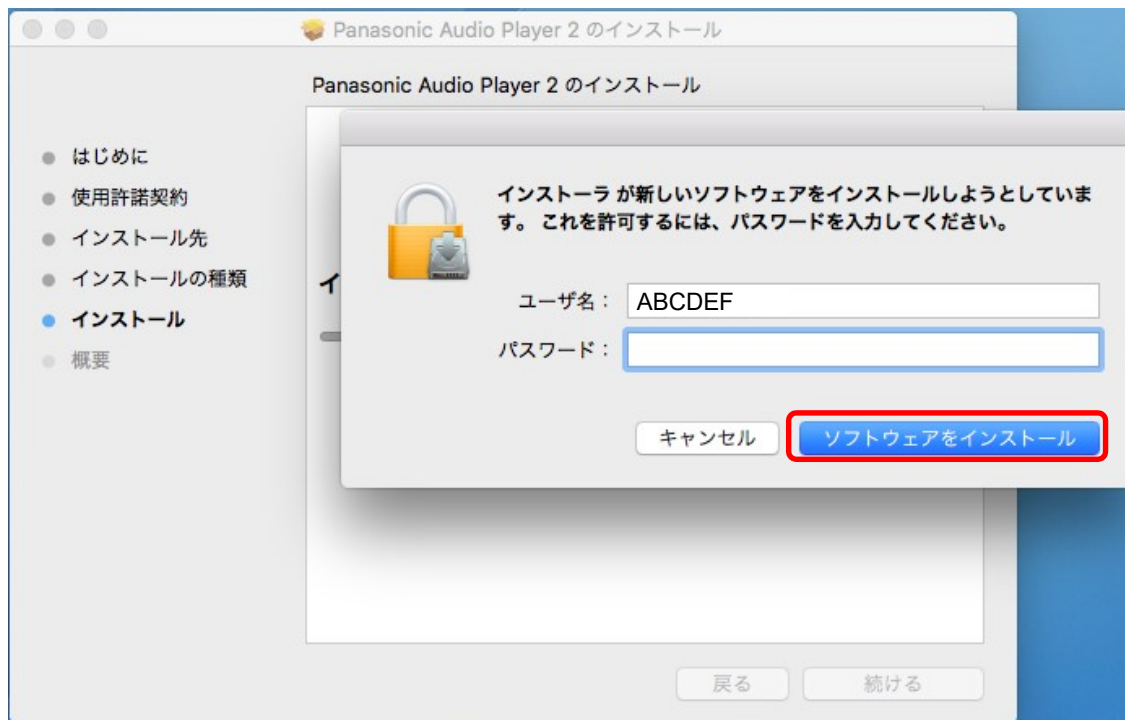 Panasonic Audio Player 2 のインストール
Panasonic Audio Player 2 のインストール
はじめに
使用許諾契約
インストール先
インストールの種類
インストール
概要
イ
インストーラ が新しいソフトウェアをインストールしようとしていま
す。 これを許可するには、パスワードを入力してください。
ユーザ名： ABCDEF
パスワード：
キャンセル ソフトウェアをインストール
戻る 続ける